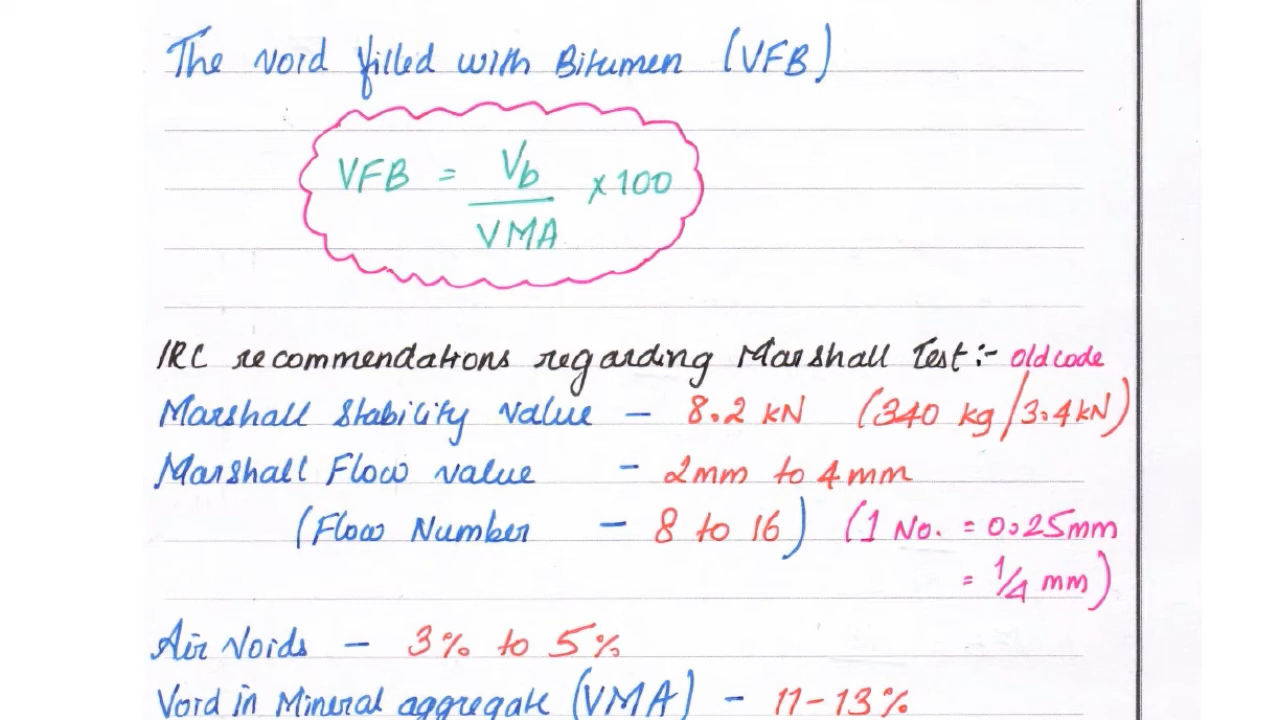 The void filled with Bitumen (VFB)
VFB = Vb / VMA × 100
IRC recommendations regarding Marshall Test :- old code
Marshall Stability value - 8.2 kN (340 kg/3.4 kN)
Marshall Flow value - 2mm to 4mm
(Flow Number - 8 to 16) (1 No. = 0.25mm
= 1/4 mm)
Air Voids - 3% to 5%
Void in Mineral aggregate (VMA) - 11-13%